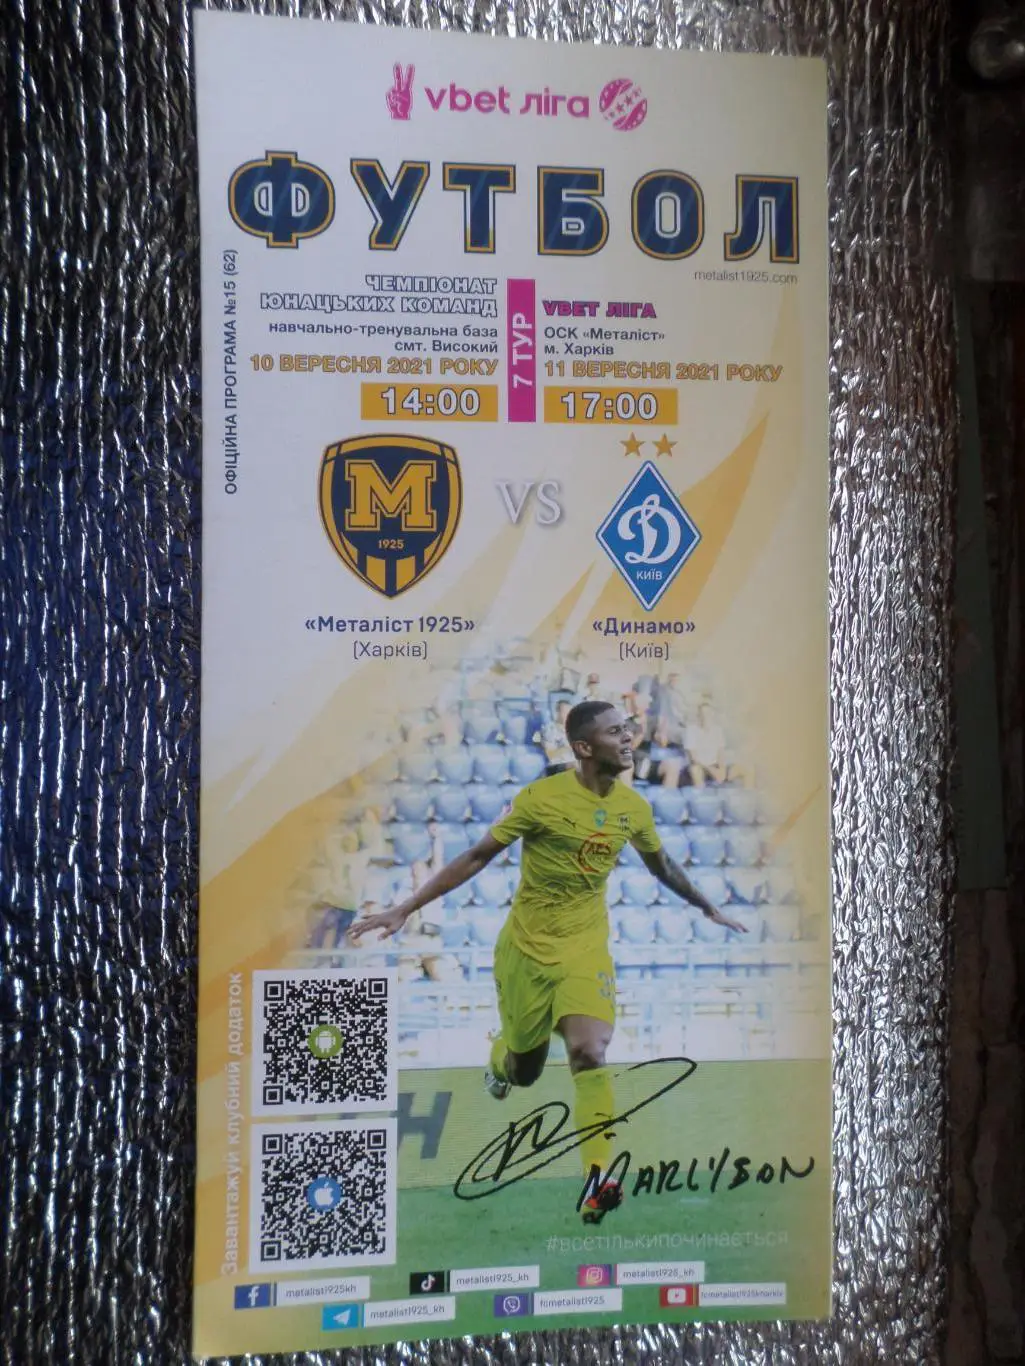 vbet ліга
ФУТБОЛ
metalist1925.com
ОФІЦІЙНА ПРОГРАМА №15 (62)
ЧЕМПІОНАТ
ЮНАЦЬКИХ КОМАНД
навчально-тренувальна база
смт. Високий
10 ВЕРЕСНЯ 2021 РОКУ
14:00
7 ТУР
VBET ЛІГА
ОСК «Металіст»
м. Харків
11 ВЕРЕСНЯ 2021 РОКУ
17:00
М
1925
VS
Д
КИЇВ
«Металіст 1925»
(Харків)
«Динамо»
(Київ)
Завантажуй клубний додаток
MARLYSON
#всетількипочинається
metalist1925kh
metalist1925_kh
metalist1925_kh
metalist1925_kh
fcmetalist1925
fcmetalist1925kharkiv